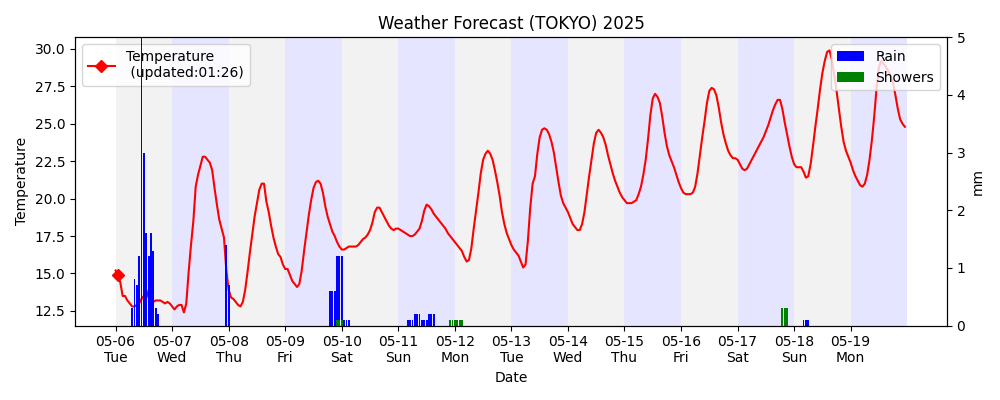 Weather Forecast (TOKYO) 2025
Temperature
(updated:01:26)
Rain
Showers
30.0
27.5
25.0
22.5
20.0
17.5
15.0
12.5
Temperature
5
4
3
2
1
0
mm
05-06 05-07 05-08 05-09 05-10 05-11 05-12 05-13 05-14 05-15 05-16 05-17 05-18 05-19
Tue Wed Thu Fri Sat Sun Mon Tue Wed Thu Fri Sat Sun Mon
Date